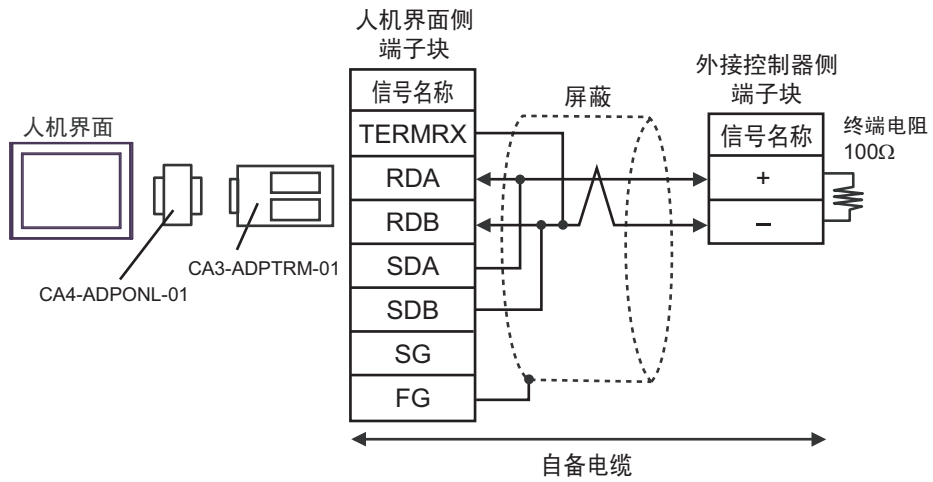 人机界面侧
端子块
信号名称
TERMRX
RDA
RDB
SDA
SDB
SG
FG
人机界面
CA4-ADPONL-01
CA3-ADPTRM-01
屏蔽
外接控制器侧
端子块
信号名称
+
−
终端电阻
100Ω
自备电缆